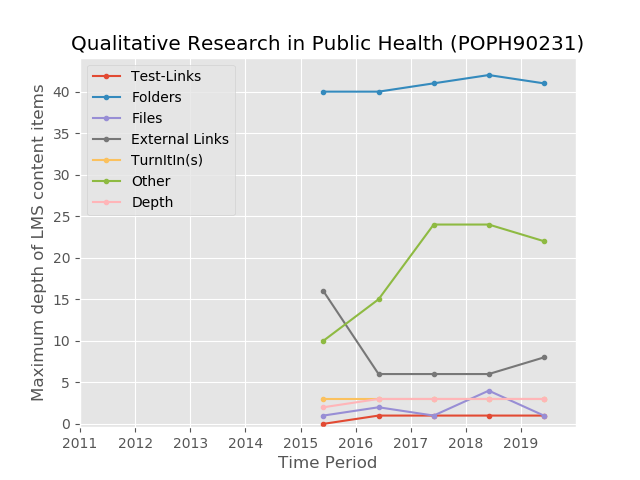 Qualitative Research in Public Health (POPH90231)
Test-Links
Folders
Files
External Links
TurnItIn(s)
Other
Depth
Maximum depth of LMS content items
40
35
30
25
20
15
10
5
0
2011 2012 2013 2014 2015 2016 2017 2018 2019
Time Period